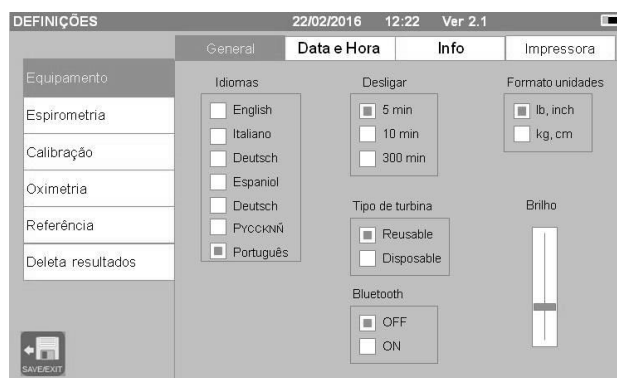 DEFINIÇÕES 22/02/2016 12:22 Ver 2.1
General Data e Hora Info Impressora
Equipamento
Espirometria
Calibração
Oximetria
Referência
Deleta resultados
SAVE/EXIT
Idiomas
English
Italiano
Deutsch
Espaniol
Deutsch
Русский
Português
Desligar
5 min
10 min
300 min
Tipo de turbina
Reusable
Disposable
Bluetooth
OFF
ON
Formato unidades
lb, inch
kg, cm
Brilho